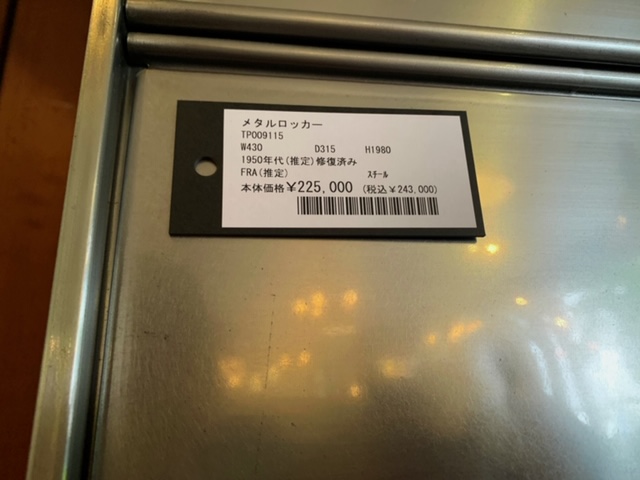 メタルロッカー
TP009115
W430 D315 H1980
1950年代(推定)修復済み
FRA(推定) スチール
本体価格¥225,000 (税込¥243,000)